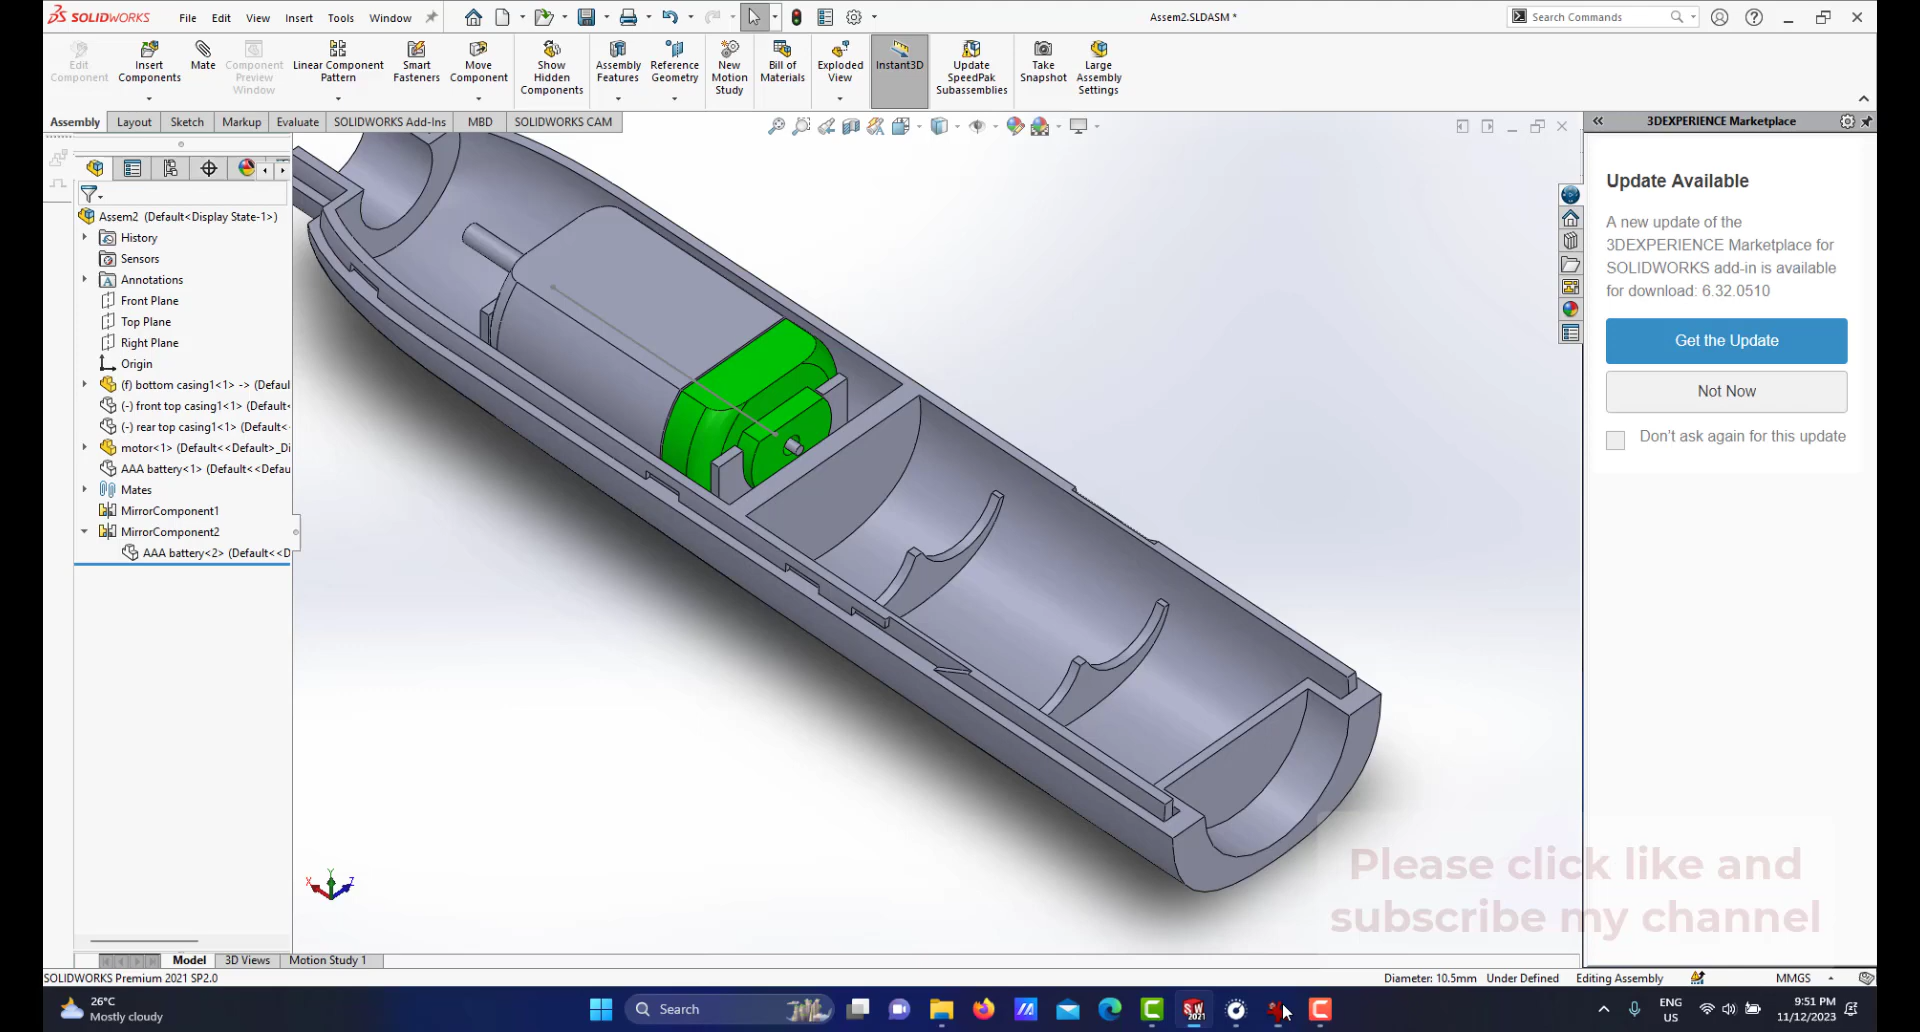 SOLIDWORKS File Edit View Insert Tools Window Assem2.SLDASM * Search Commands
Edit Component
Insert Components
Mate
Component Preview Window
Linear Component Pattern
Smart Fasteners
Move Component
Show Hidden Components
Assembly Features
Reference Geometry
New Motion Study
Bill of Materials
Exploded View
Instant3D
Update SpeedPak Subassemblies
Take Snapshot
Large Assembly Settings
Assembly Layout Sketch Markup Evaluate SOLIDWORKS Add-Ins MBD SOLIDWORKS CAM
3DEXPERIENCE Marketplace
Assem2 (Default<Display State-1>)
History
Sensors
Annotations
Front Plane
Top Plane
Right Plane
Origin
(f) bottom casing1<1> -> (Defaul
(-) front top casing1<1> (Default<
(-) rear top casing1<1> (Default<
motor<1> (Default<<Default>_Di
AAA battery<1> (Default<<Defau
Mates
MirrorComponent1
MirrorComponent2
AAA battery<2> (Default<<D
Update Available
A new update of the
3DEXPERIENCE Marketplace for
SOLIDWORKS add-in is available
for download: 6.32.0510
Get the Update
Not Now
Don't ask again for this update
X Y Z
Please click like and
subscribe my channel
Model 3D Views Motion Study 1
SOLIDWORKS Premium 2021 SP2.0 Diameter: 10.5mm Under Defined Editing Assembly MMGS
26°C
Mostly cloudy
Search
SW
2021
ENG
US
9:51 PM
11/12/2023